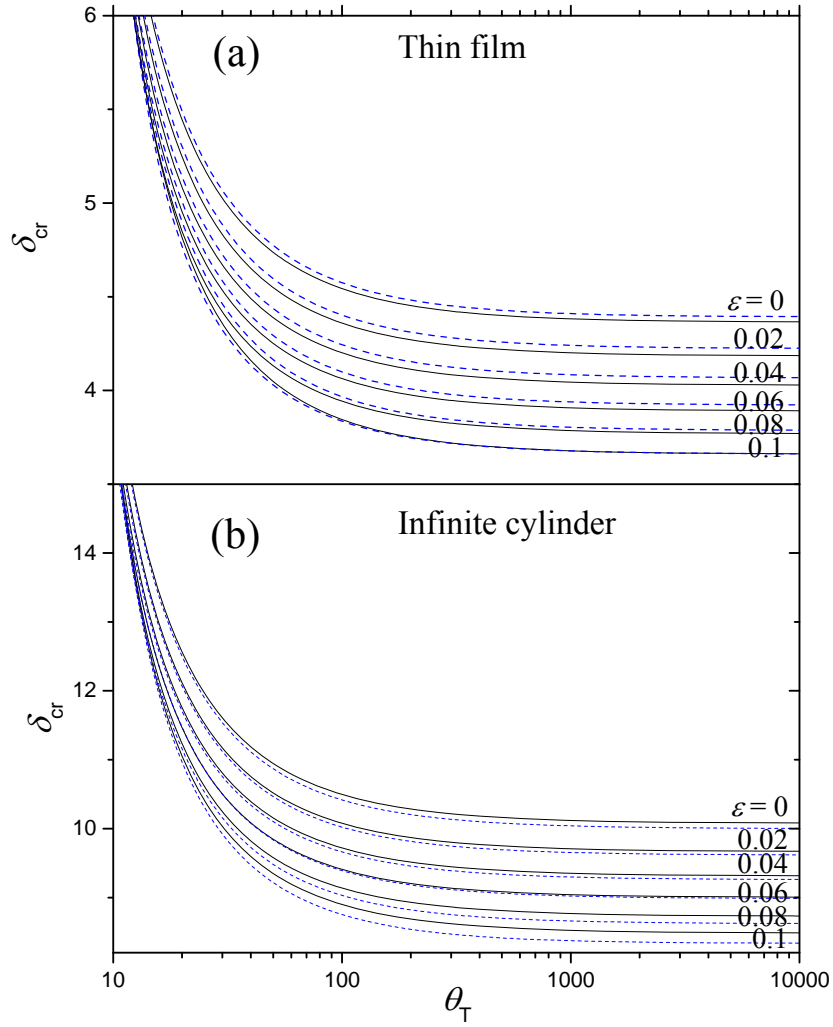 6
(a) Thin film
5
δcr
ε = 0
0.02
4
0.04
0.06
0.08
0.1
(b) Infinite cylinder
14
12
δcr
ε = 0
10
0.02
0.04
0.06
0.08
0.1
10 100 1000 10000
θT